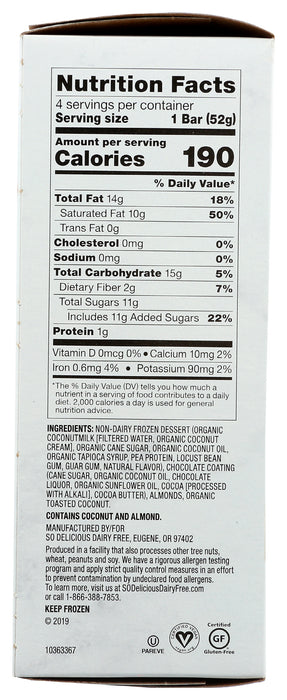 Nutrition Facts
4 servings per container
Serving size 1 Bar (52g)
Amount per serving
Calories 190
% Daily Value*
Total Fat 14g 18%
Saturated Fat 10g 50%
Trans Fat 0g
Cholesterol 0mg 0%
Sodium 0mg 0%
Total Carbohydrate 15g 5%
Dietary Fiber 2g 7%
Total Sugars 11g
Includes 11g Added Sugars 22%
Protein 1g
Vitamin D 0mcg 0% • Calcium 10mg 2%
Iron 0.6mg 4% • Potassium 90mg 2%
*The % Daily Value (DV) tells you how much a
nutrient in a serving of food contributes to a daily
diet. 2,000 calories a day is used for general
nutrition advice.
INGREDIENTS: NON-DAIRY FROZEN DESSERT (ORGANIC
COCONUTMILK [FILTERED WATER, ORGANIC COCONUT
CREAM], ORGANIC CANE SUGAR, ORGANIC COCONUT OIL,
ORGANIC TAPIOCA SYRUP, PEA PROTEIN, LOCUST BEAN
GUM, GUAR GUM, NATURAL FLAVOR), CHOCOLATE COATING
(CANE SUGAR, ORGANIC COCONUT OIL, CHOCOLATE
LIQUOR, ORGANIC SUNFLOWER OIL, COCOA [PROCESSED
WITH ALKALI], COCOA BUTTER), ALMONDS, ORGANIC
TOASTED COCONUT.
CONTAINS COCONUT AND ALMOND.
MANUFACTURED BY/FOR
SO DELICIOUS DAIRY FREE, EUGENE, OR 97402
Produced in a facility that also processes other tree nuts,
wheat, peanuts and soy. We have a rigorous allergen testing
program and apply strict quality control measures in an effort
to prevent contamination by undeclared food allergens.
To learn more, visit us at SODeliciousDairyFree.com
or call 1-866-388-7853.
KEEP FROZEN
© 2019
10363367
U
PAREVE
V
Certified
GF
Gluten-Free